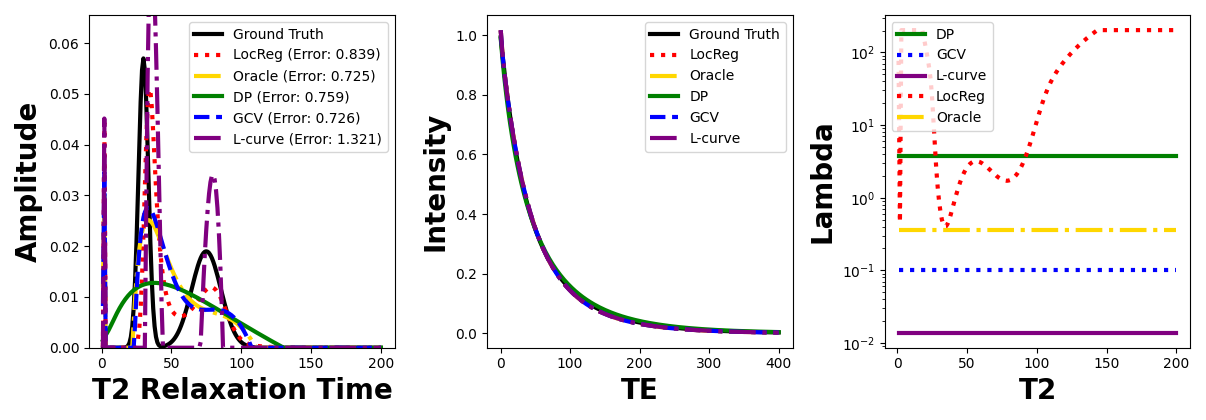 Amplitude
0.06
0.05
0.04
0.03
0.02
0.01
0.00
0 50 100 150 200
T2 Relaxation Time
Ground Truth
LocReg (Error: 0.839)
Oracle (Error: 0.725)
DP (Error: 0.759)
GCV (Error: 0.726)
L-curve (Error: 1.321)
Intensity
1.0
0.8
0.6
0.4
0.2
0.0
0 100 200 300 400
TE
Ground Truth
LocReg
Oracle
DP
GCV
L-curve
Lambda
10²
10¹
10⁰
10⁻¹
10⁻²
0 50 100 150 200
T2
DP
GCV
L-curve
LocReg
Oracle